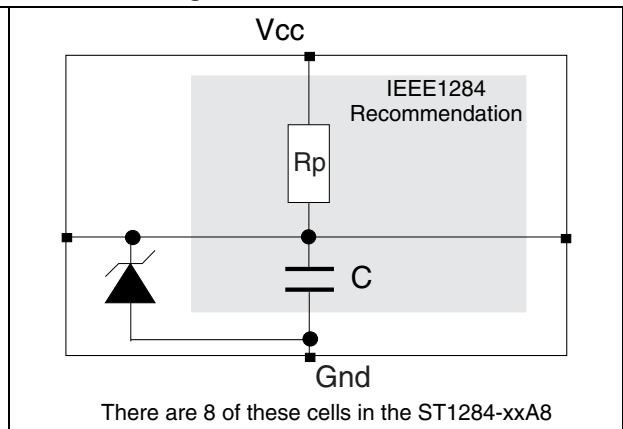 Vcc
IEEE1284
Recommendation
Rp
C
Gnd
There are 8 of these cells in the ST1284-xxA8